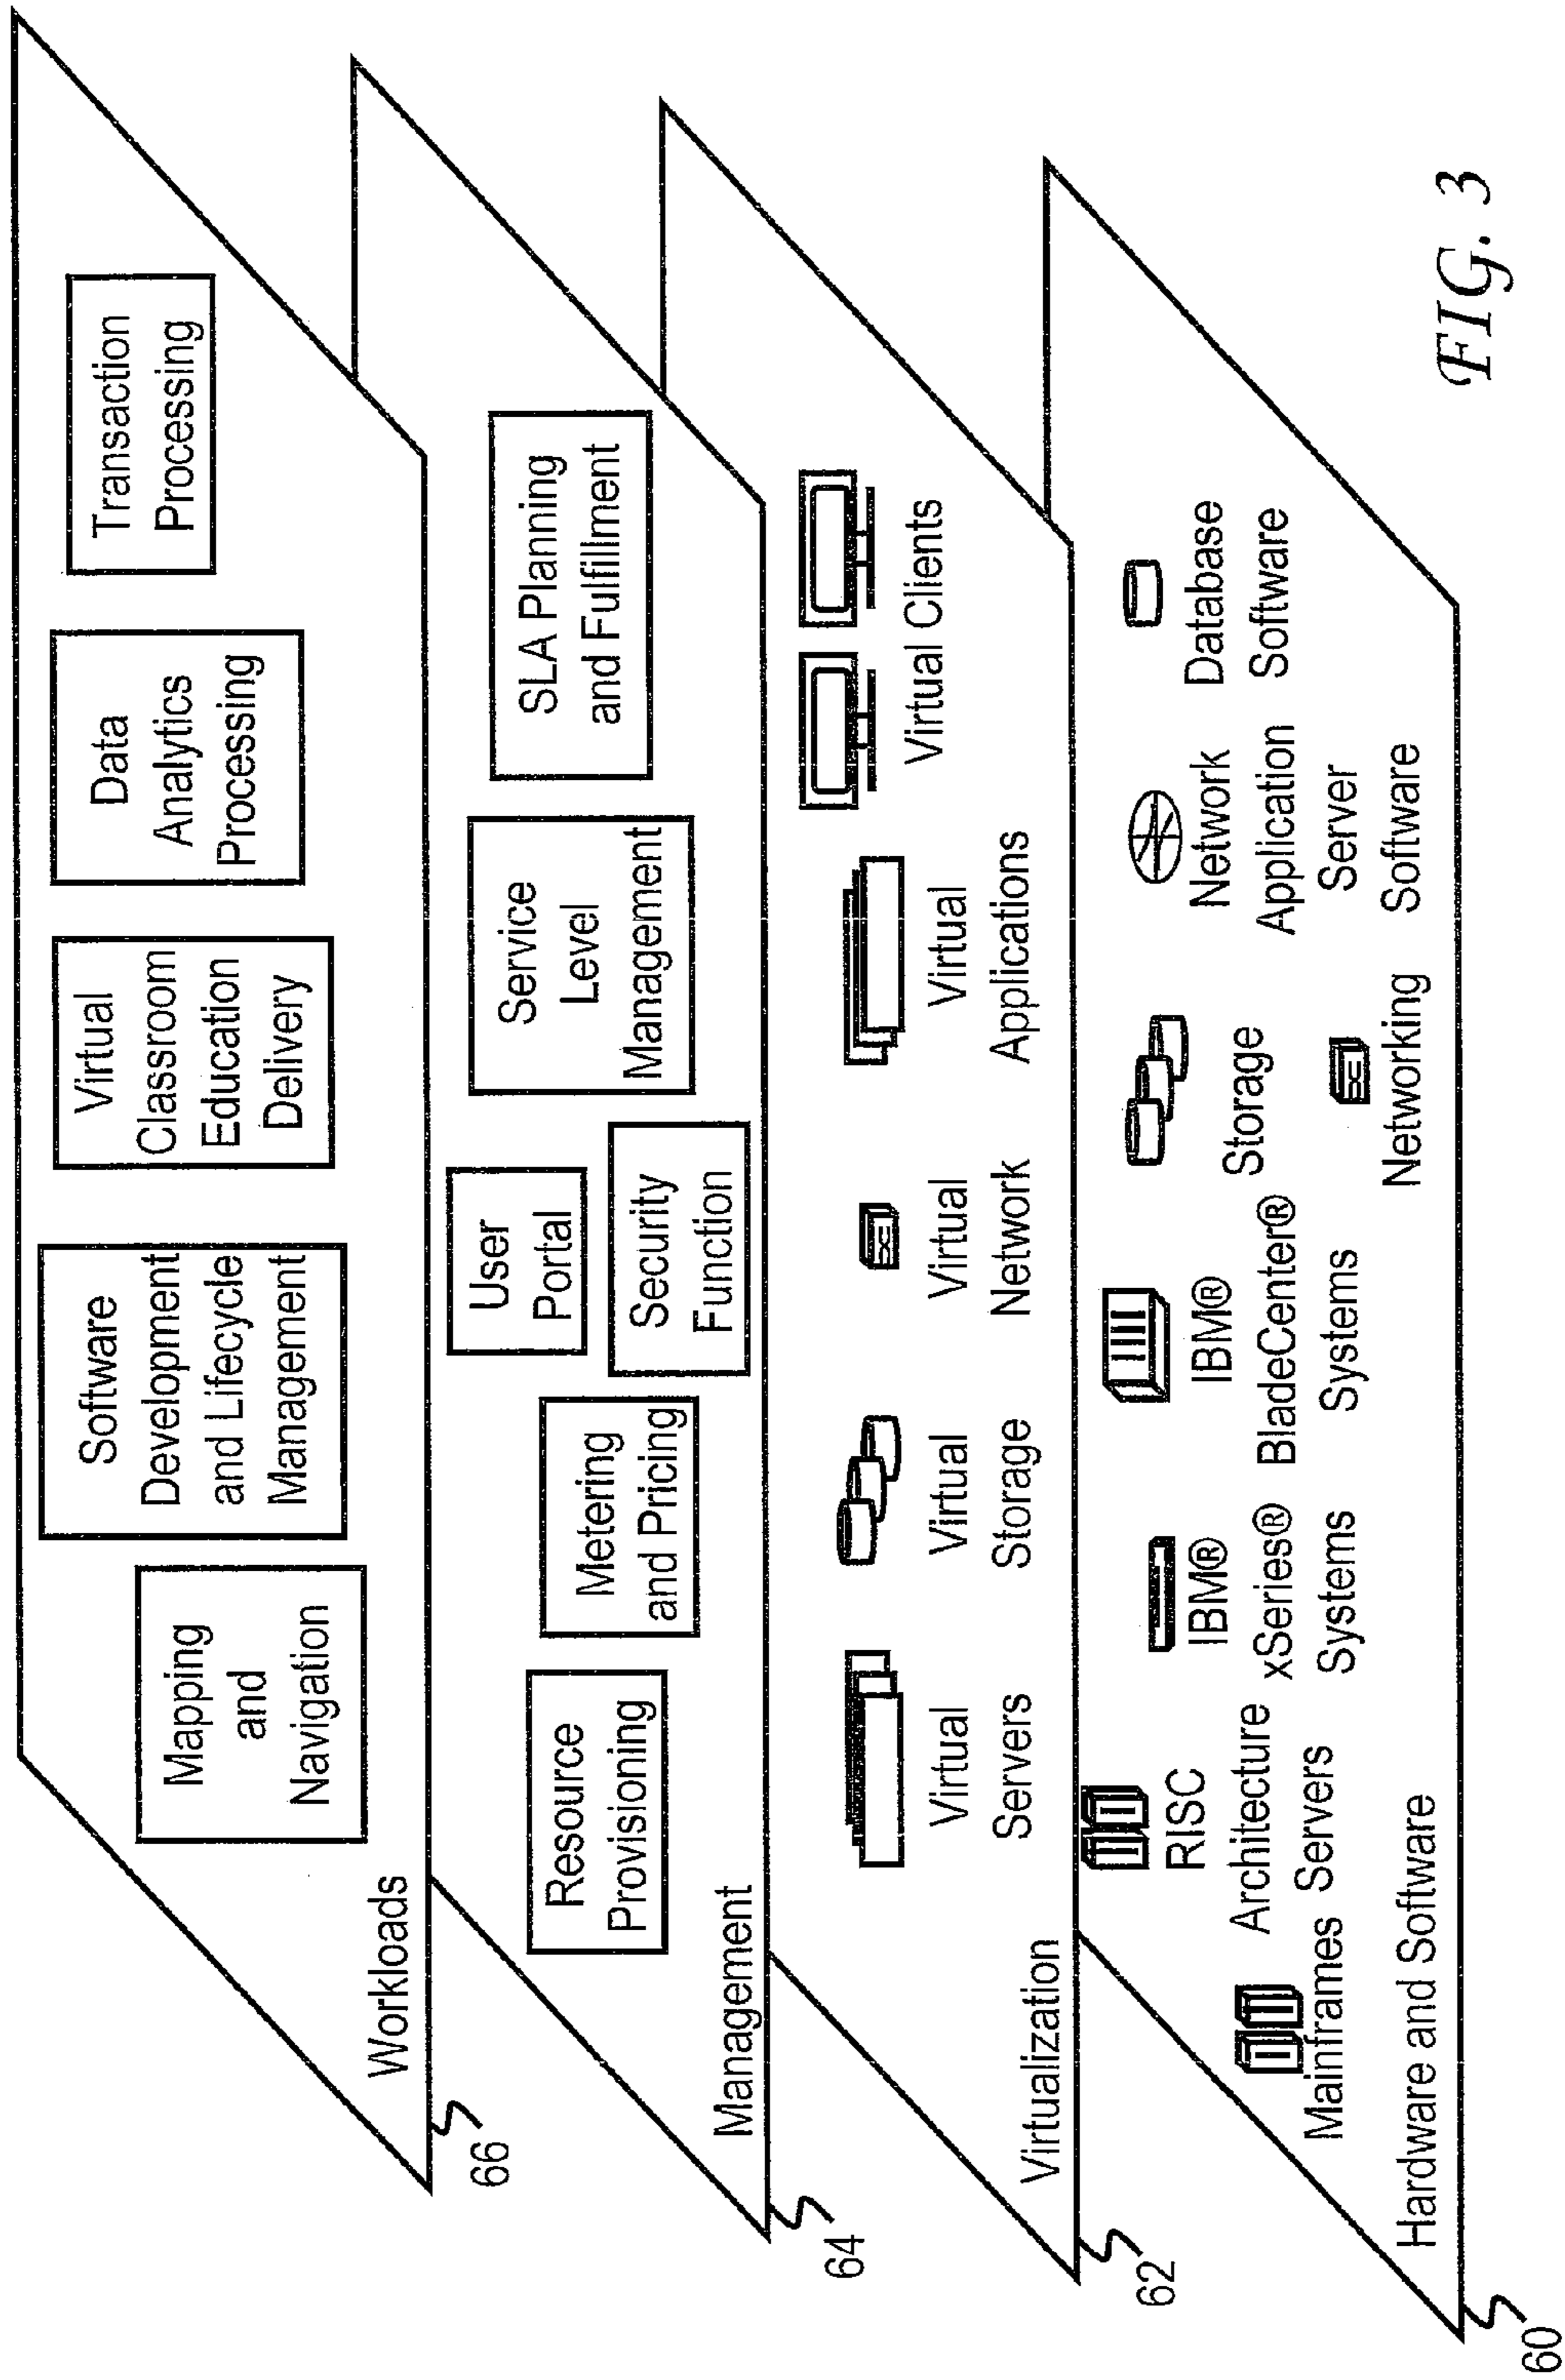 Mapping
and
Navigation
Software
Development
and Lifecycle
Management
Virtual
Classroom
Education
Delivery
Data
Analytics
Processing
Transaction
Processing
Workloads
66
Resource
Provisioning
Metering
and Pricing
User
Portal
Security
Function
Service
Level
Management
SLA Planning
and Fulfillment
Management
64
Virtual
Servers
Virtual
Storage
Virtual
Network
Virtual
Applications
Virtual Clients
Virtualization
62
Mainframes
RISC
Architecture
Servers
IBM®
xSeries®
Systems
IBM®
BladeCenter®
Systems
Storage
Networking
Network
Application
Server
Software
Database
Software
Hardware and Software
60
FIG. 3